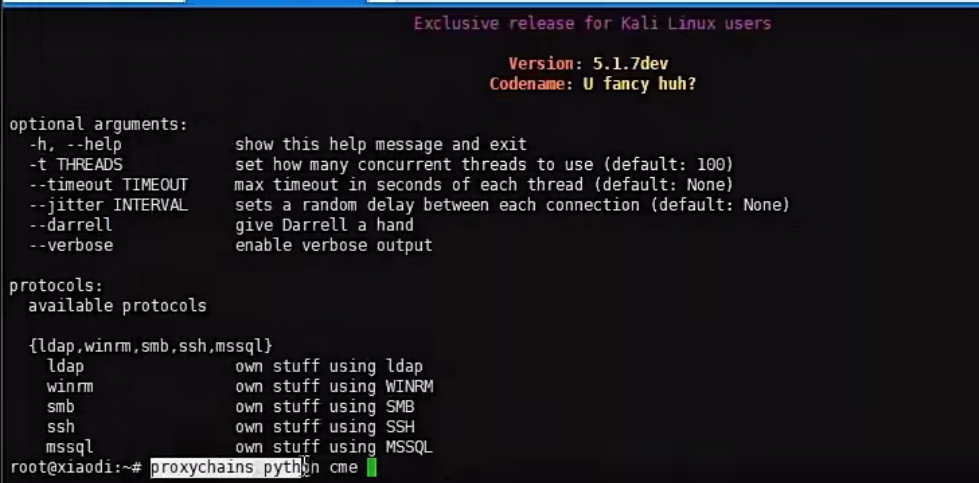 Exclusive release for Kali Linux users
Version: 5.1.7dev
Codename: U fancy huh?
optional arguments:
-h, --help show this help message and exit
-t THREADS set how many concurrent threads to use (default: 100)
--timeout TIMEOUT max timeout in seconds of each thread (default: None)
--jitter INTERVAL sets a random delay between each connection (default: None)
--darrell give Darrell a hand
--verbose enable verbose output
protocols:
available protocols
{ldap,winrm,smb,ssh,mssql}
ldap own stuff using ldap
winrm own stuff using WINRM
smb own stuff using SMB
ssh own stuff using SSH
mssql own stuff using MSSQL
root@xiaodi:~# proxychains python cme